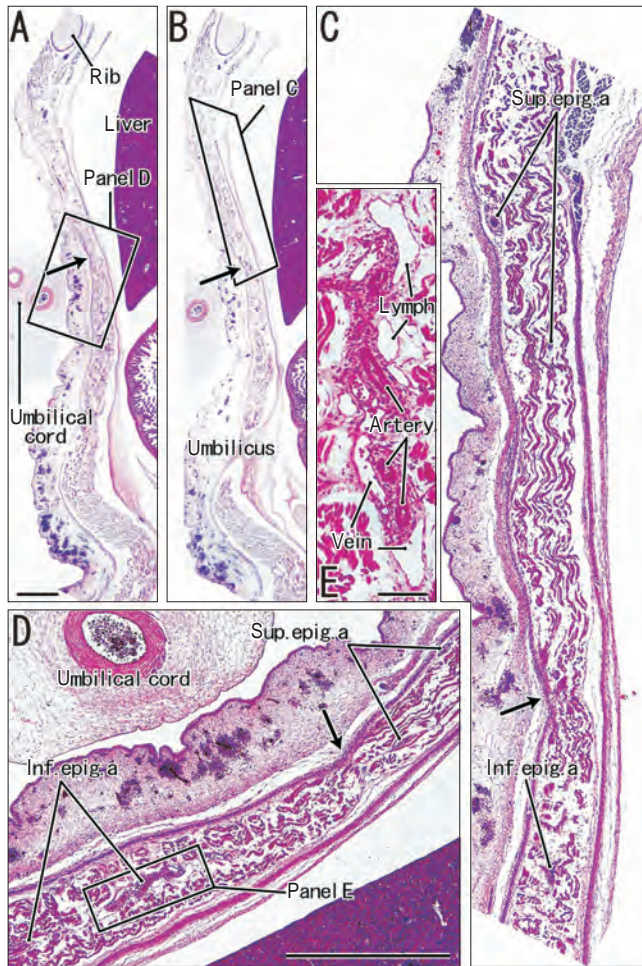 A
Rib
Liver
Panel D
Umbilical
cord
B
Panel C
Umbilicus
C
Sup.epig.a
Inf.epig.a
Lymph
Artery
Vein
E
D
Umbilical cord
Sup.epig.a
Inf.epig.a
Panel E